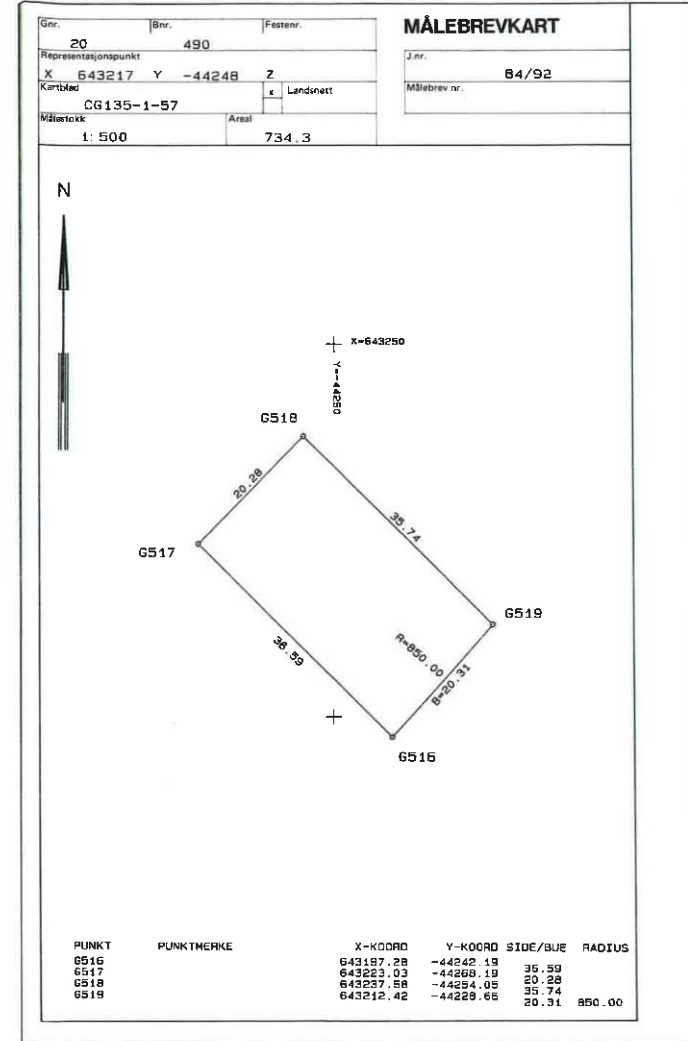 Gnr. Bnr. Festenr. MÅLEBREVKART
20 490
Representasjonspunkt J.nr.
X 643217 Y -44248 Z 84/92
Kartblad x Landsnett Målebrev nr.
CG135-1-57
Målestokk Areal
1:500 734.3
N
X=643250
Y=-44250
G518
20.28
35.74
G517
G519
36.59
R=850.00
B=20.31
G516
PUNKT PUNKTMERKE X-KOORD Y-KOORD SIDE/BUE RADIUS
G516 643197.28 -44242.19
36.59
G517 643223.03 -44268.19
20.28
G518 643237.58 -44254.05
35.74
G519 643212.42 -44228.66
20.31 850.00